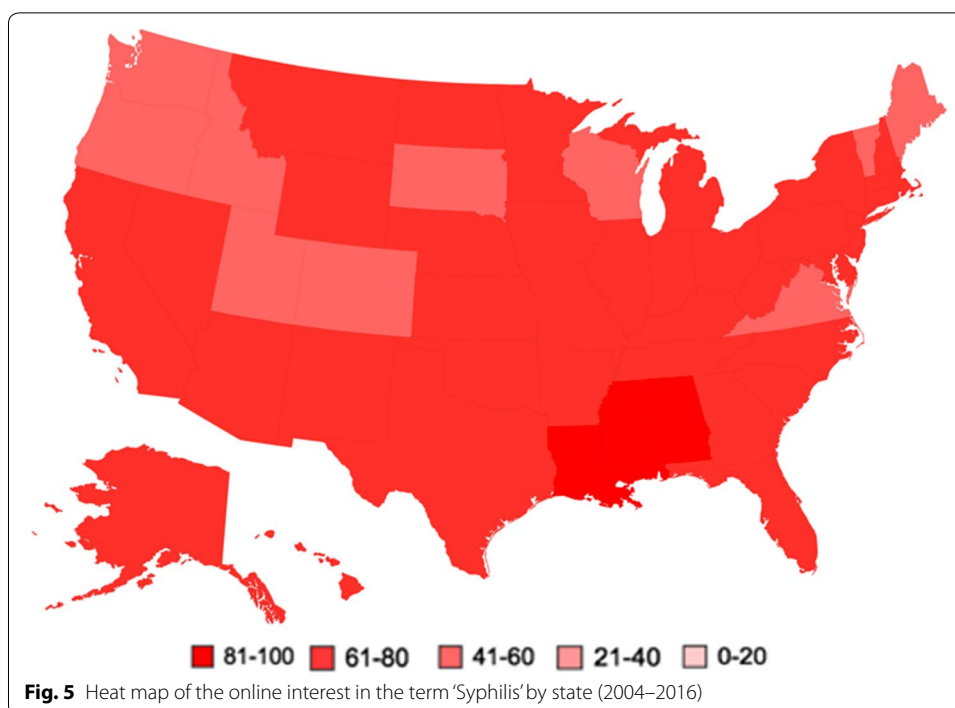 81-100 61-80 41-60 21-40 0-20
Fig. 5 Heat map of the online interest in the term ‘Syphilis’ by state (2004–2016)